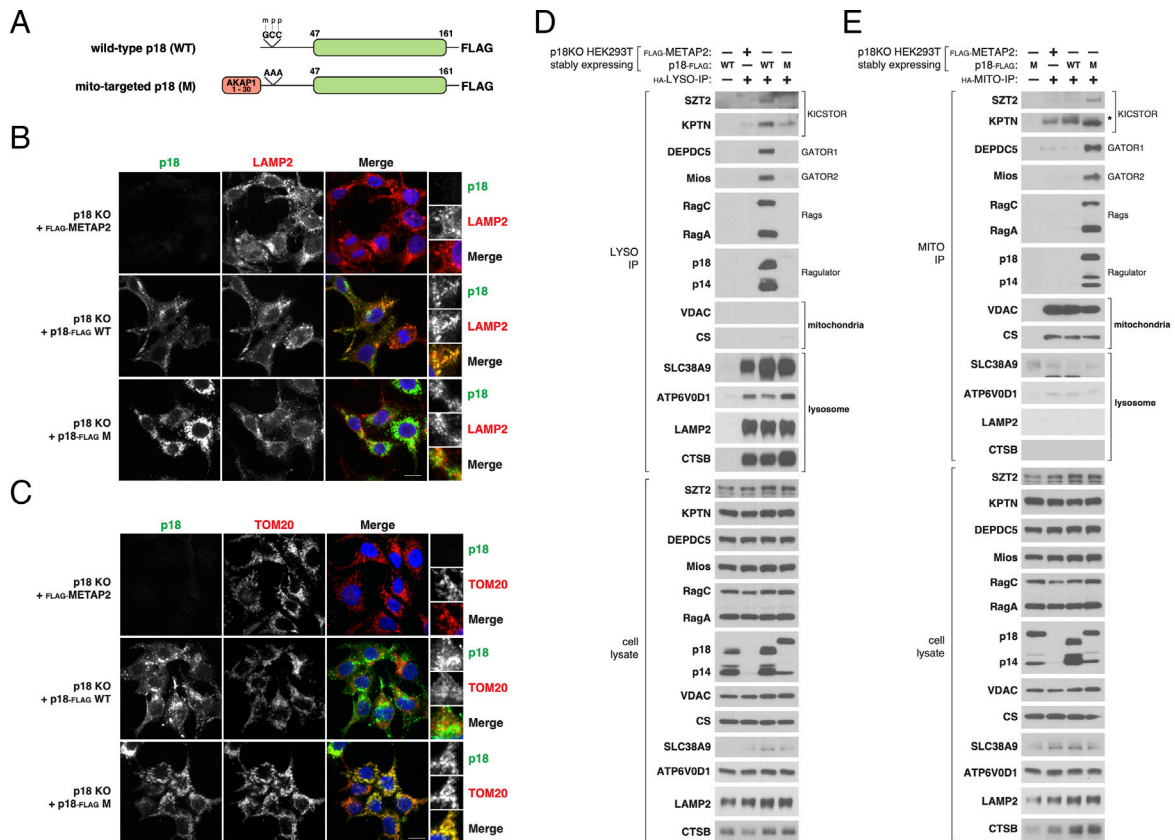 A
m p p
GCC
47
161
wild-type p18 (WT)
FLAG
AAA
47
161
mito-targeted p18 (M)
AKAP1
1 - 30
FLAG
B
p18
LAMP2
Merge
p18 KO
+ FLAG-METAP2
p18
LAMP2
Merge
p18 KO
+ p18-FLAG WT
p18
LAMP2
Merge
p18 KO
+ p18-FLAG M
p18
LAMP2
Merge
C
p18
TOM20
Merge
p18 KO
+ FLAG-METAP2
p18
TOM20
Merge
p18 KO
+ p18-FLAG WT
p18
TOM20
Merge
p18 KO
+ p18-FLAG M
p18
TOM20
Merge
D
p18KO HEK293T
stably expressing
FLAG-METAP2: – + – –
p18-FLAG: WT – WT M
HA-LYSO-IP: – + + +
LYSO
IP
SZT2
KPTN
KICSTOR
DEPDC5
GATOR1
Mios
GATOR2
RagC
RagA
Rags
p18
p14
Ragulator
VDAC
CS
mitochondria
SLC38A9
ATP6V0D1
LAMP2
CTSB
lysosome
cell
lysate
SZT2
KPTN
DEPDC5
Mios
RagC
RagA
p18
p14
VDAC
CS
SLC38A9
ATP6V0D1
LAMP2
CTSB
E
p18KO HEK293T
stably expressing
FLAG-METAP2: – + – –
p18-FLAG: M – WT M
HA-MITO-IP: – + + +
MITO
IP
SZT2
KPTN
*
KICSTOR
DEPDC5
GATOR1
Mios
GATOR2
RagC
RagA
Rags
p18
p14
Ragulator
VDAC
CS
mitochondria
SLC38A9
ATP6V0D1
LAMP2
CTSB
lysosome
cell
lysate
SZT2
KPTN
DEPDC5
Mios
RagC
RagA
p18
p14
VDAC
CS
SLC38A9
ATP6V0D1
LAMP2
CTSB